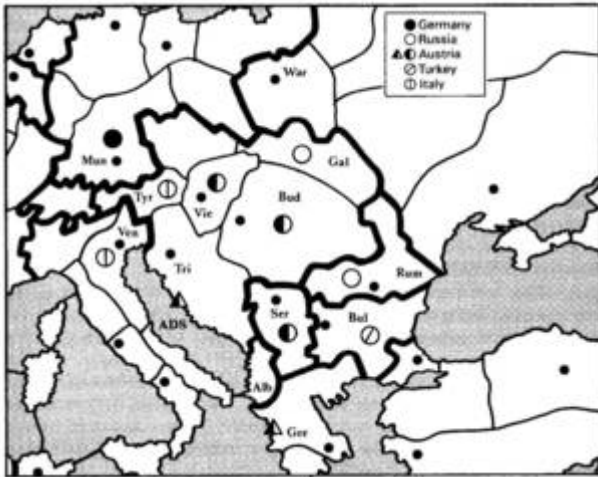 Germany
Russia
Austria
Turkey
Italy
War
Mun
Gal
Tyr
Vie
Bud
Ven
Tri
Rum
Ser
Bul
ADS
Alb
Gre